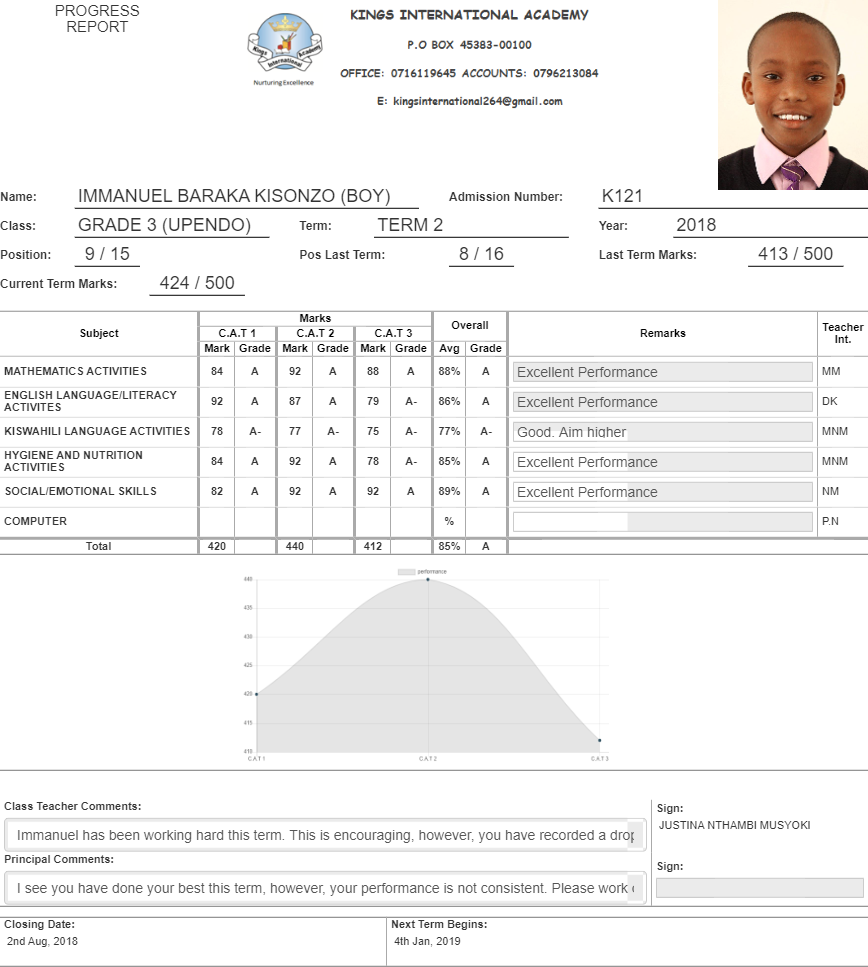 PROGRESS
REPORT
KINGS INTERNATIONAL ACADEMY
P.O BOX 45383-00100
OFFICE: 0716119645 ACCOUNTS: 0796213084
E: kingsinternational264@gmail.com
Kings Academy
International
Nurturing Excellence
Name: IMMANUEL BARAKA KISONZO (BOY) Admission Number: K121
Class: GRADE 3 (UPENDO) Term: TERM 2 Year: 2018
Position: 9 / 15 Pos Last Term: 8 / 16 Last Term Marks: 413 / 500
Current Term Marks: 424 / 500
Subject Marks Overall Remarks Teacher Int.
C.A.T 1 C.A.T 2 C.A.T 3
Mark Grade Mark Grade Mark Grade Avg Grade
MATHEMATICS ACTIVITIES 84 A 92 A 88 A 88% A Excellent Performance MM
ENGLISH LANGUAGE/LITERACY ACTIVITES 92 A 87 A 79 A- 86% A Excellent Performance DK
KISWAHILI LANGUAGE ACTIVITIES 78 A- 77 A- 75 A- 77% A- Good. Aim higher MNM
HYGIENE AND NUTRITION ACTIVITIES 84 A 92 A 78 A- 85% A Excellent Performance MNM
SOCIAL/EMOTIONAL SKILLS 82 A 92 A 92 A 89% A Excellent Performance NM
COMPUTER % P.N
Total 420 440 412 85% A
performance
440
435
430
425
420
415
410
C.A.T 1 C.A.T 2 C.A.T 3
Class Teacher Comments:
Immanuel has been working hard this term. This is encouraging, however, you have recorded a drop
Sign:
JUSTINA NTHAMBI MUSYOKI
Principal Comments:
I see you have done your best this term, however, your performance is not consistent. Please work
Sign:
Closing Date:
2nd Aug, 2018
Next Term Begins:
4th Jan, 2019